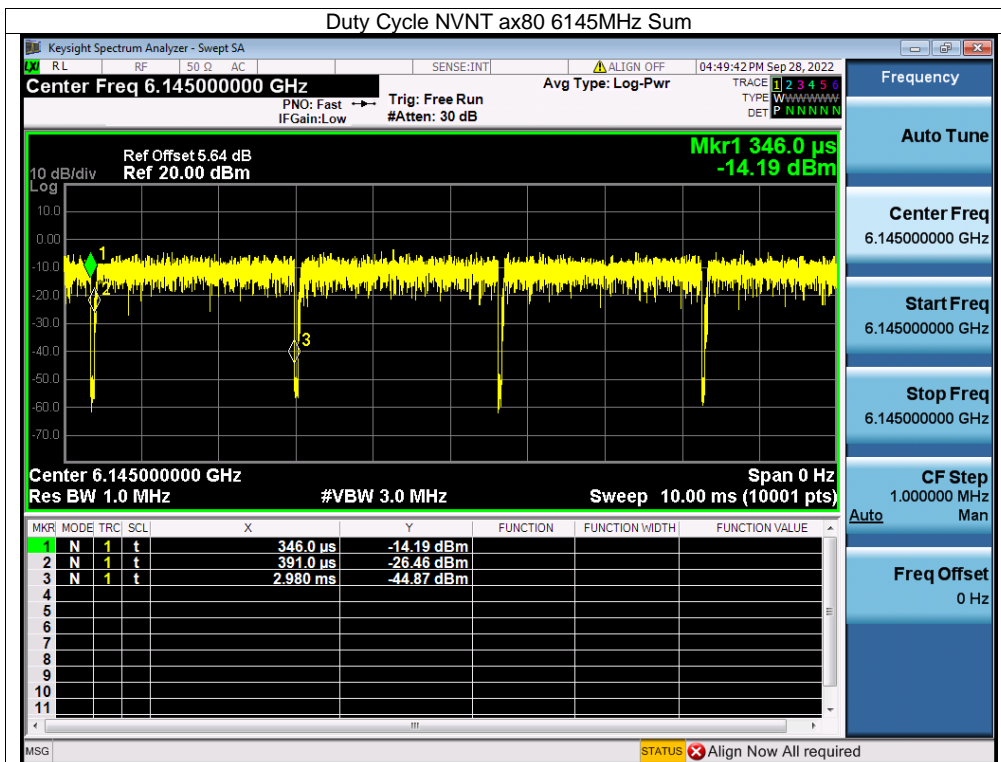 Duty Cycle NVNT ax80 6145MHz Sum
Keysight Spectrum Analyzer - Swept SA
LXI RL RF 50 Ω AC SENSE:INT ALIGN OFF 04:49:42 PM Sep 28, 2022
Center Freq 6.145000000 GHz
PNO: Fast
IFGain:Low
Trig: Free Run
#Atten: 30 dB
Avg Type: Log-Pwr
TRACE 1 2 3 4 5 6
TYPE WWWWWW
DET P N N N N N
Mkr1 346.0 µs
-14.19 dBm
Ref Offset 5.64 dB
10 dB/div Ref 20.00 dBm
Log
10.0
0.00
-10.0
-20.0
-30.0
-40.0
-50.0
-60.0
-70.0
1
2
3
Center 6.145000000 GHz Span 0 Hz
Res BW 1.0 MHz #VBW 3.0 MHz Sweep 10.00 ms (10001 pts)
MKR MODE TRC SCL X Y FUNCTION FUNCTION WIDTH FUNCTION VALUE
1 N 1 t 346.0 µs -14.19 dBm
2 N 1 t 391.0 µs -26.46 dBm
3 N 1 t 2.980 ms -44.87 dBm
4
5
6
7
8
9
10
11
MSG STATUS Align Now All required
Frequency
Auto Tune
Center Freq
6.145000000 GHz
Start Freq
6.145000000 GHz
Stop Freq
6.145000000 GHz
CF Step
1.000000 MHz
Auto Man
Freq Offset
0 Hz